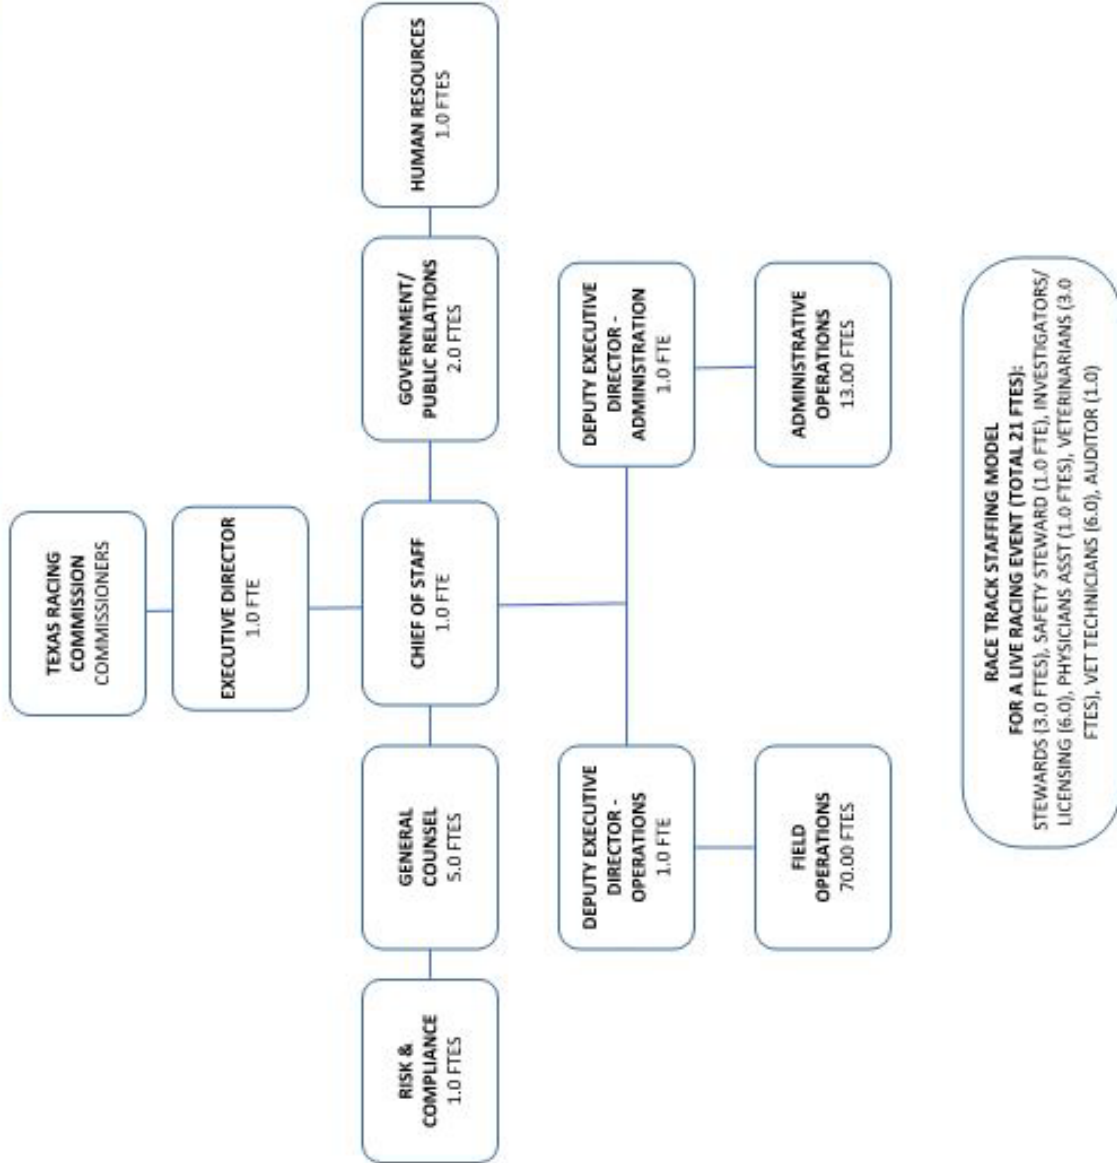 TEXAS RACING
COMMISSION
COMMISSIONERS
EXECUTIVE DIRECTOR
1.0 FTE
RISK &
COMPLIANCE
1.0 FTES
GENERAL
COUNSEL
5.0 FTES
CHIEF OF STAFF
1.0 FTE
GOVERNMENT/
PUBLIC RELATIONS
2.0 FTES
HUMAN RESOURCES
1.0 FTES
DEPUTY EXECUTIVE
DIRECTOR -
OPERATIONS
1.0 FTE
DEPUTY EXECUTIVE
DIRECTOR -
ADMINISTRATION
1.0 FTE
FIELD
OPERATIONS
70.00 FTES
ADMINISTRATIVE
OPERATIONS
13.00 FTES
RACE TRACK STAFFING MODEL
FOR A LIVE RACING EVENT (TOTAL 21 FTES):
STEWARDS (3.0 FTES), SAFETY STEWARD (1.0 FTE), INVESTIGATORS/
LICENSING (6.0), PHYSICIANS ASST (1.0 FTES), VETERINARIANS (3.0
FTES), VET TECHNICIANS (6.0), AUDITOR (1.0)